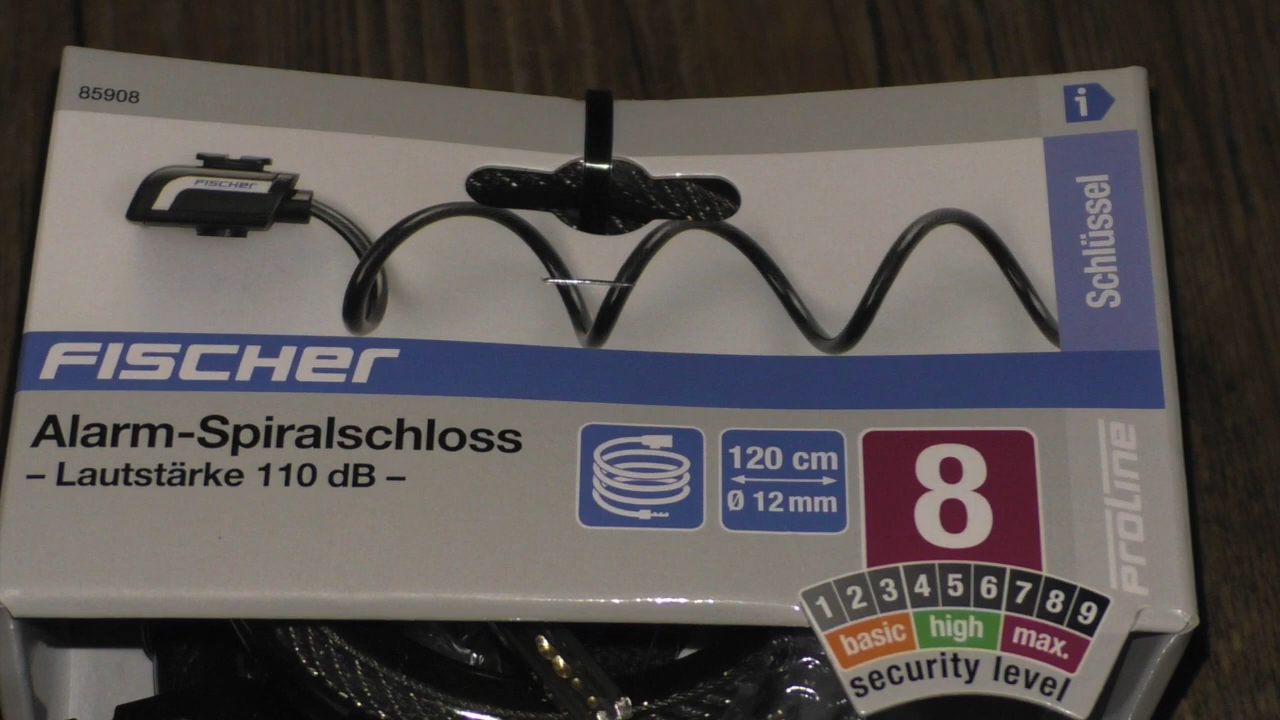 85908
i
FISCHER
Schlüssel
FISCHER
Alarm-Spiralschloss
– Lautstärke 110 dB –
120 cm
Ø 12 mm
8
PROLINE
1 2 3 4 5 6 7 8 9
basic high max.
security level